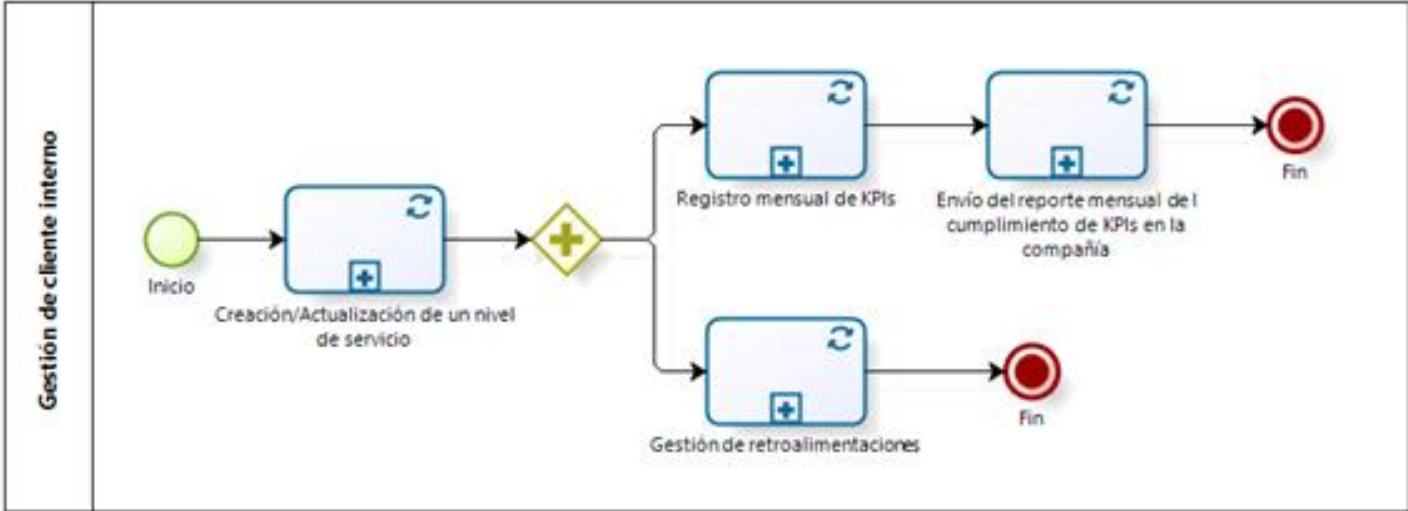 Gestión de cliente interno
Inicio
Creación/Actualización de un nivel
de servicio
Registro mensual de KPIs
Envío del reporte mensual del
cumplimiento de KPIs en la
compañía
Fin
Gestión de retroalimentaciones
Fin